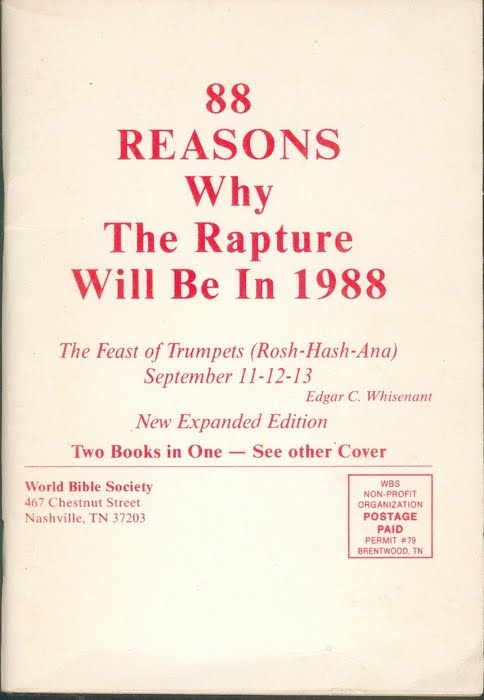 88
REASONS
Why
The Rapture
Will Be In 1988
The Feast of Trumpets (Rosh-Hash-Ana)
September 11-12-13
Edgar C. Whisenant
New Expanded Edition
Two Books in One — See other Cover
World Bible Society
467 Chestnut Street
Nashville, TN 37203
WBS
NON-PROFIT
ORGANIZATION
POSTAGE
PAID
PERMIT #79
BRENTWOOD, TN